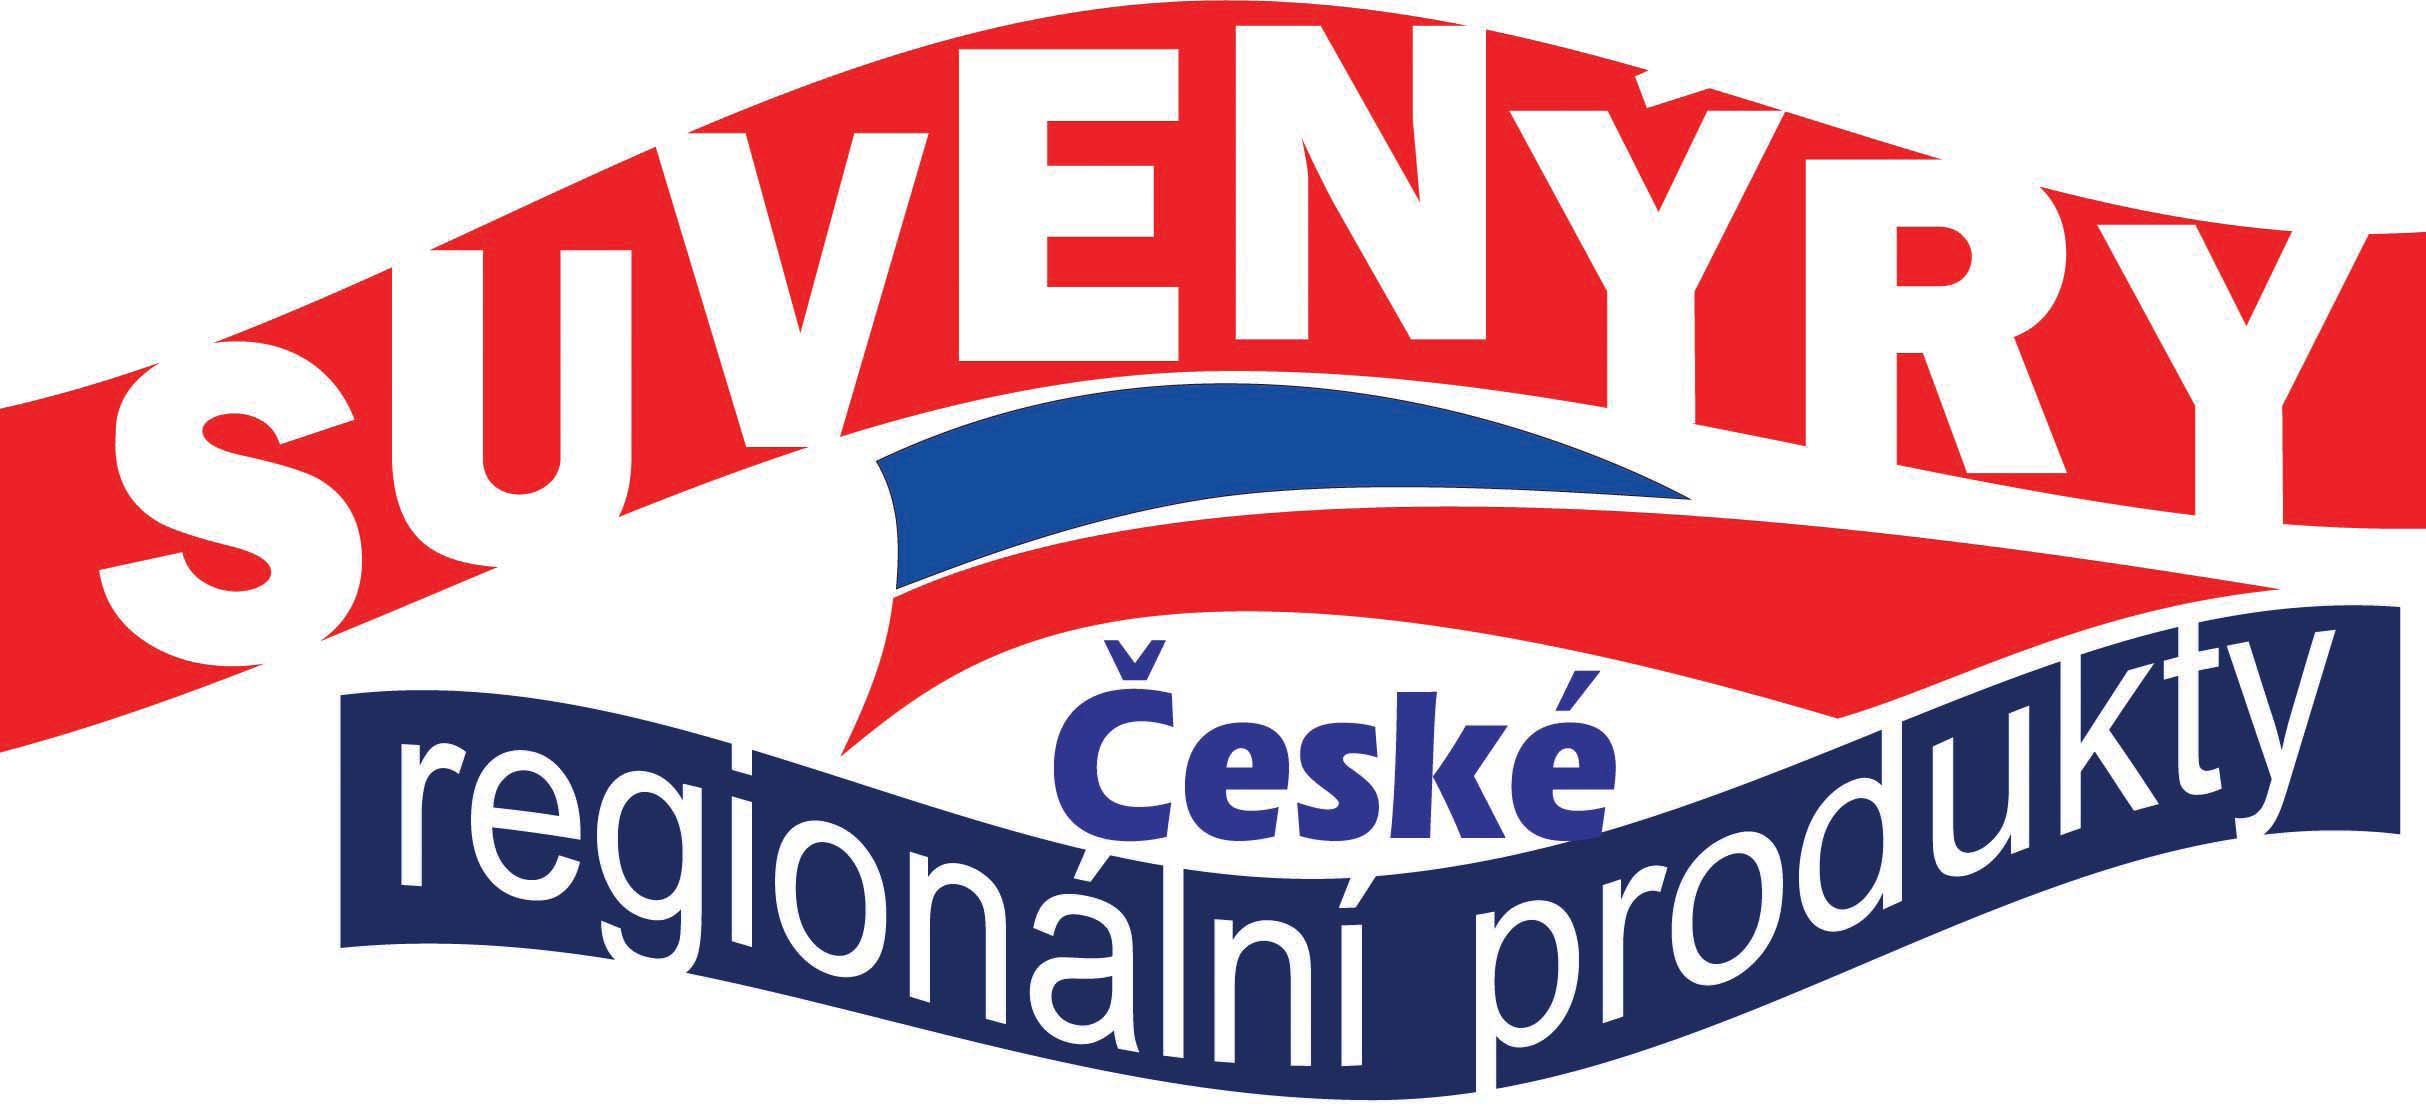 SUVENÝRY
České
regionální produkty